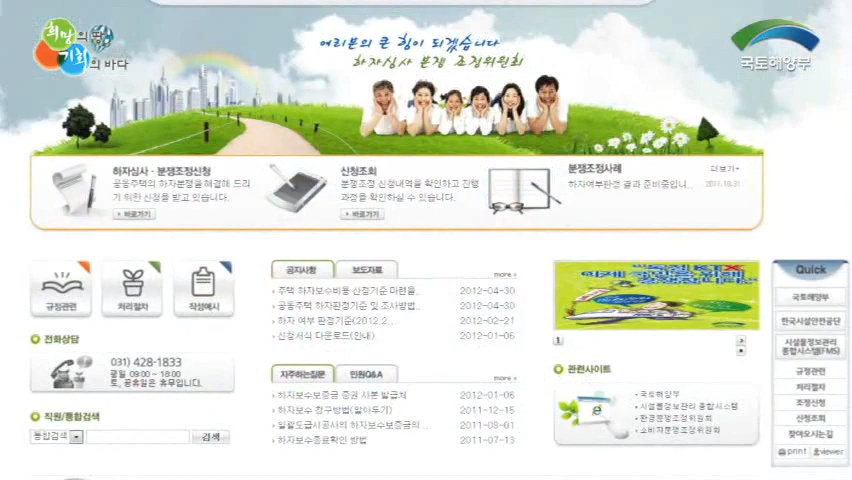 희망의 땅
기회의 바다
여러분의 큰 힘이 되겠습니다
하자심사 분쟁 조정위원회
국토해양부
하자심사 · 분쟁조정신청
공동주택의 하자분쟁을 해결해 드리
기 위한 신청을 받고 있습니다.
바로가기
신청조회
분쟁조정 신청내역을 확인하고 진행
과정을 확인하실 수 있습니다.
바로가기
분쟁조정사례
더보기+
하자여부판정 결과 준비중입니..
2011-10-31
규정관련
처리절차
작성예시
공지사항
보도자료
more
주택 하자보수비용 산정기준 마련을..
2012-04-30
공동주택 하자판정기준 및 조사방법..
2012-04-30
하자 여부 판정기준(2012.2...
2012-02-21
신청서식 다운로드(안내)
2012-01-06
전화상담
031) 428-1833
평일 09:00 ~ 18:00
토, 공휴일은 휴무입니다.
자주하는질문
민원Q&A
more
하자보수보증금 증권 사본 발급처
2012-01-06
하자보수 청구방법(알아두기)
2011-12-15
일괄도급시공사의 하자보수보증금의...
2011-08-01
하자보수종료확인 방법
2011-07-13
직원/통합검색
통합검색
검색
1
관련사이트
국토해양부
시설물정보관리 종합시스템
환경분쟁조정위원회
소비자분쟁조정위원회
Quick
국토해양부
한국시설안전공단
시설물정보관리
종합시스템(FMS)
규정관련
처리절차
조정신청
신청조회
찾아오시는길
print
viewer